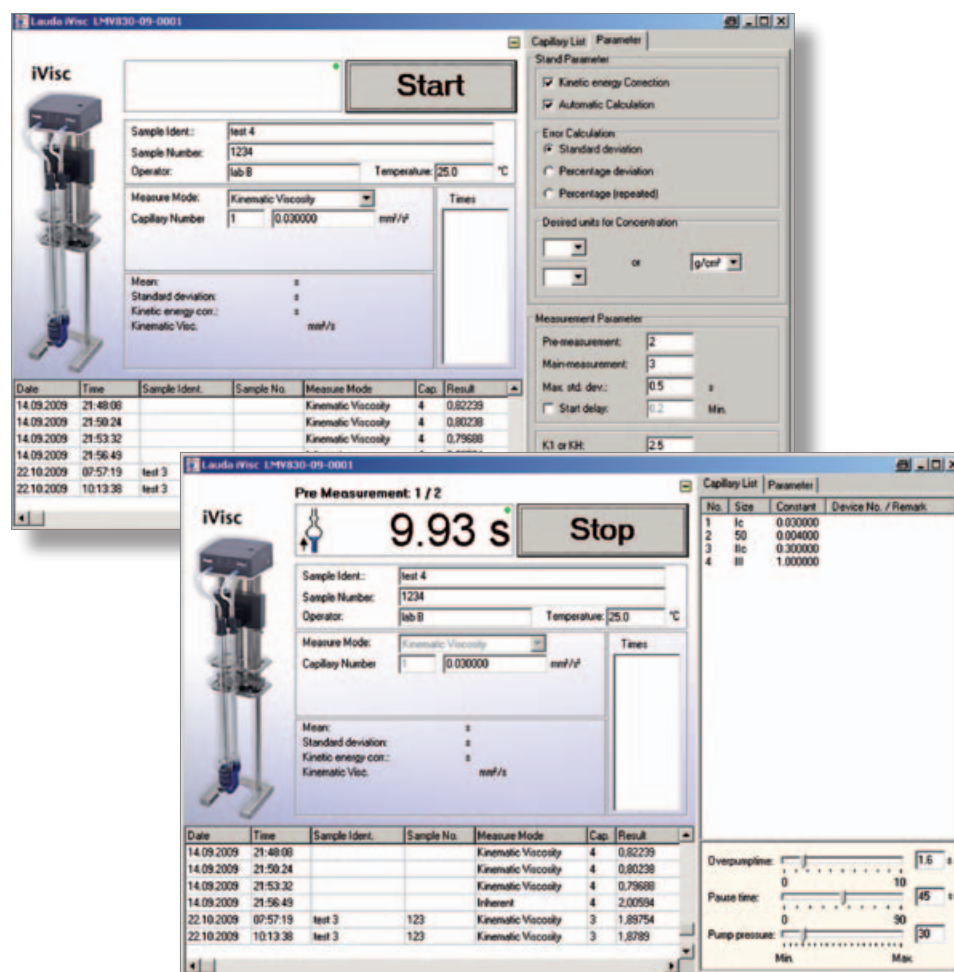 Lauda iVisc LMV830-09-0001
iVisc
Start
Sample Ident.: test 4
Sample Number: 1234
Operator: lab B Temperature: 25.0 °C
Measure Mode: Kinematic Viscosity Times
Capillary Number 1 0.030000 mm²/s²
Mean: s
Standard deviation: s
Kinetic energy corr.: s
Kinematic Visc. mm²/s
Date Time Sample Ident. Sample No. Measure Mode Cap. Result
14.09.2009 21:48:08 Kinematic Viscosity 4 0,82239
14.09.2009 21:50:24 Kinematic Viscosity 4 0,80238
14.09.2009 21:53:32 Kinematic Viscosity 4 0,79688
14.09.2009 21:56:49
22.10.2009 07:57:19 test 3
22.10.2009 10:13:38 test 3
Capillary List Parameter
Stand Parameter
Kinetic energy Correction
Automatic Calculation
Error Calculation
Standard deviation
Percentage deviation
Percentage (repeated)
Desired units for Concentration
or g/cm³
Measurement Parameter
Pre-measurement: 2
Main-measurement: 3
Max. std. dev.: 0.5 s
Start delay: 0.2 Min.
K1 or KH: 2.5
Lauda iVisc LMV830-09-0001
Pre Measurement: 1 / 2
iVisc
9.93 s Stop
Sample Ident.: test 4
Sample Number: 1234
Operator: lab B Temperature: 25.0 °C
Measure Mode: Kinematic Viscosity Times
Capillary Number 1 0.030000 mm²/s²
Mean: s
Standard deviation: s
Kinetic energy corr.: s
Kinematic Visc. mm²/s
Date Time Sample Ident. Sample No. Measure Mode Cap. Result
14.09.2009 21:48:08 Kinematic Viscosity 4 0,82239
14.09.2009 21:50:24 Kinematic Viscosity 4 0,80238
14.09.2009 21:53:32 Kinematic Viscosity 4 0,79688
14.09.2009 21:56:49 Inherent 4 2,00594
22.10.2009 07:57:19 test 3 123 Kinematic Viscosity 3 1,89754
22.10.2009 10:13:38 test 3 123 Kinematic Viscosity 3 1,8789
Capillary List Parameter
No. Size Constant Device No. / Remark
1 Ic 0.030000
2 50 0.004000
3 IIc 0.300000
4 III 1.000000
Overpumptime: 1.6 s
0 10
Pause time: 45 s
0 90
Pump pressure: 30
Min. Max.